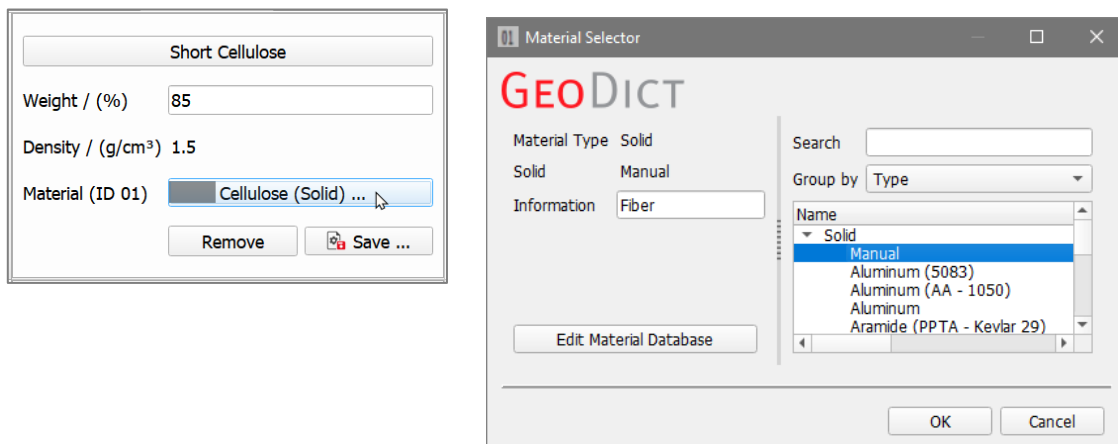 Short Cellulose
Weight / (%) 85
Density / (g/cm³) 1.5
Material (ID 01) Cellulose (Solid) ...
Remove Save ...
01 Material Selector
GEODICT
Material Type Solid
Solid Manual
Information Fiber
Edit Material Database
Search
Group by Type
Name
Solid
Manual
Aluminum (5083)
Aluminum (AA - 1050)
Aluminum
Aramide (PPTA - Kevlar 29)
OK Cancel